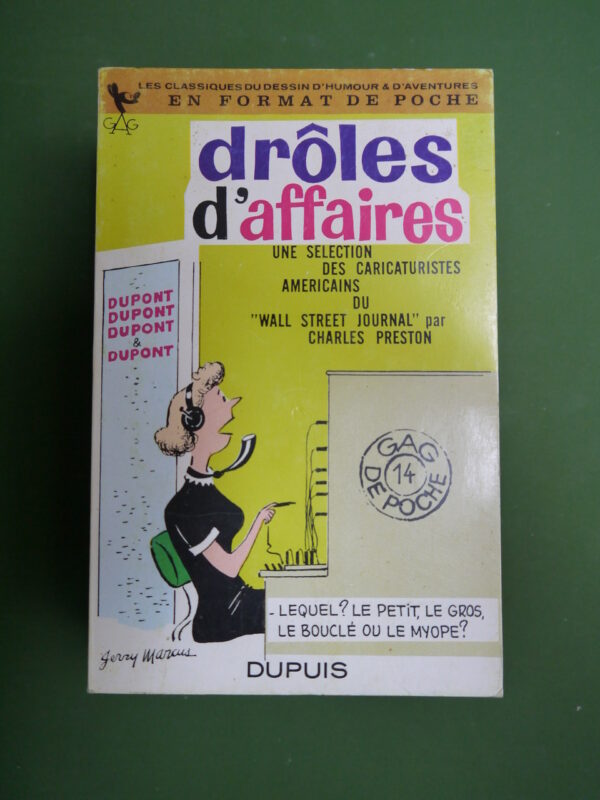 LES CLASSIQUES DU DESSIN D'HUMOUR & D'AVENTURES
EN FORMAT DE POCHE
GAG
drôles
d'affaires
UNE SELECTION
DES CARICATURISTES
AMERICAINS
DU
"WALL STREET JOURNAL" par
CHARLES PRESTON
DUPONT
DUPONT
DUPONT
&
DUPONT
GAG
14
DE POCHE
- LEQUEL? LE PETIT, LE GROS,
LE BOUCLÉ OU LE MYOPE?
Jerry Marcus
DUPUIS